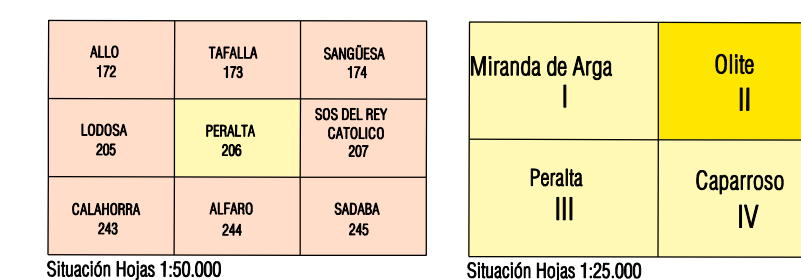 ALLO
172
TAFALLA
173
SANGÜESA
174
LODOSA
205
PERALTA
206
SOS DEL REY
CATOLICO
207
CALAHORRA
243
ALFARO
244
SADABA
245
Situación Hojas 1:50.000
Miranda de Arga
I
Olite
II
Peralta
III
Caparroso
IV
Situación Hojas 1:25.000